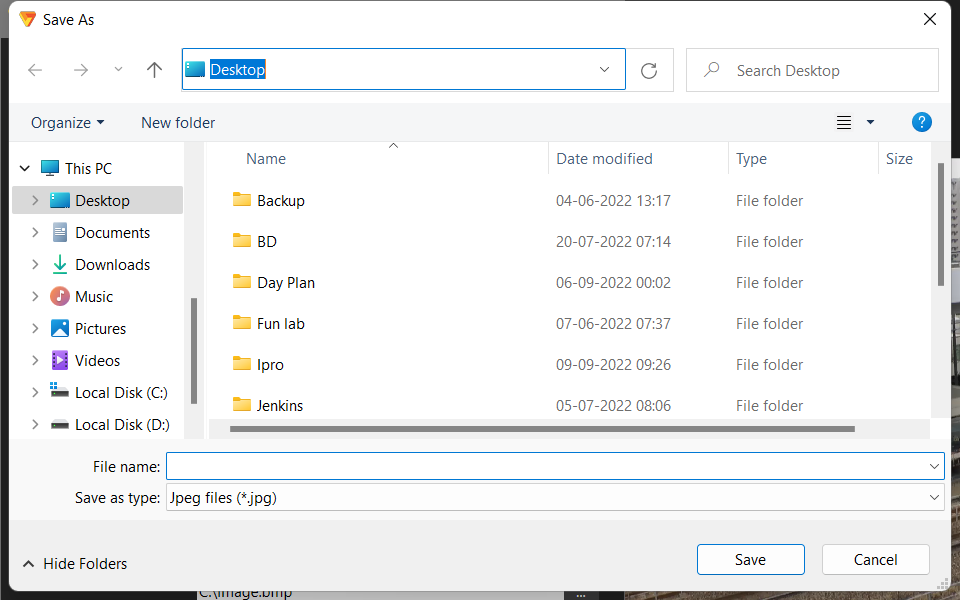 Save As
Desktop
Search Desktop
Organize
New folder
?
Name
Date modified
Type
Size
This PC
Desktop
Documents
Downloads
Music
Pictures
Videos
Local Disk (C:)
Local Disk (D:)
Backup 04-06-2022 13:17 File folder
BD 20-07-2022 07:14 File folder
Day Plan 06-09-2022 00:02 File folder
Fun lab 07-06-2022 07:37 File folder
Ipro 09-09-2022 09:26 File folder
Jenkins 05-07-2022 08:06 File folder
File name:
Save as type: Jpeg files (*.jpg)
Hide Folders
Save
Cancel
C:\image.bmp
...